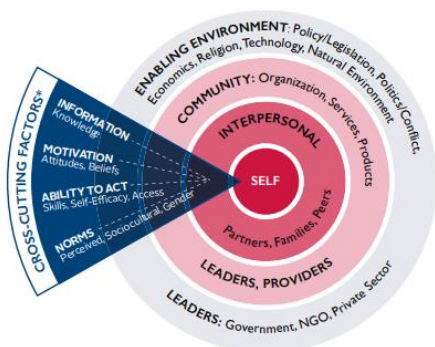 ENABLING ENVIRONMENT: Policy/Legislation, Politics/Conflict,
Economics, Religion, Technology, Natural Environment
COMMUNITY: Organization, Services, Products
INTERPERSONAL
SELF
Partners, Families, Peers
LEADERS, PROVIDERS
LEADERS: Government, NGO, Private Sector
CROSS-CUTTING FACTORS*
INFORMATION
Knowledge
MOTIVATION
Attitudes, Beliefs
ABILITY TO ACT
Skills, Self-Efficacy, Access
NORMS
Perceived, Sociocultural, Gender